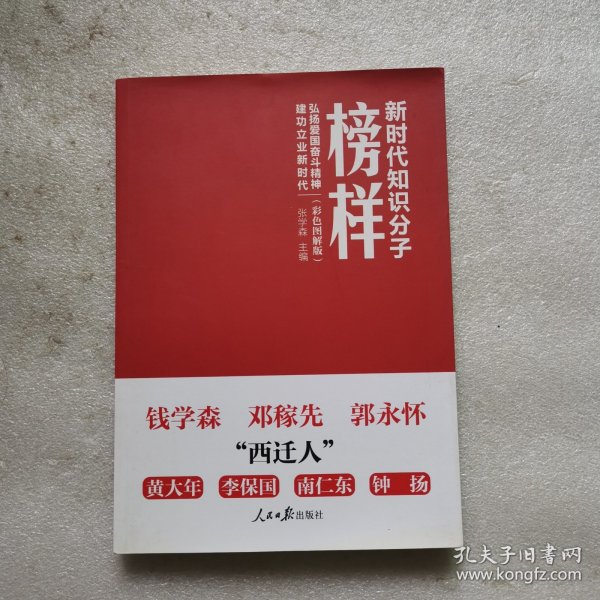 新时代知识分子
榜样
（彩色图解版）
弘扬爱国奋斗精神
建功立业新时代
张学森 主编
钱学森 邓稼先 郭永怀
“西迁人”
黄大年 李保国 南仁东 钟 扬
人民日报出版社
孔夫子旧书网
www.kongfz.com